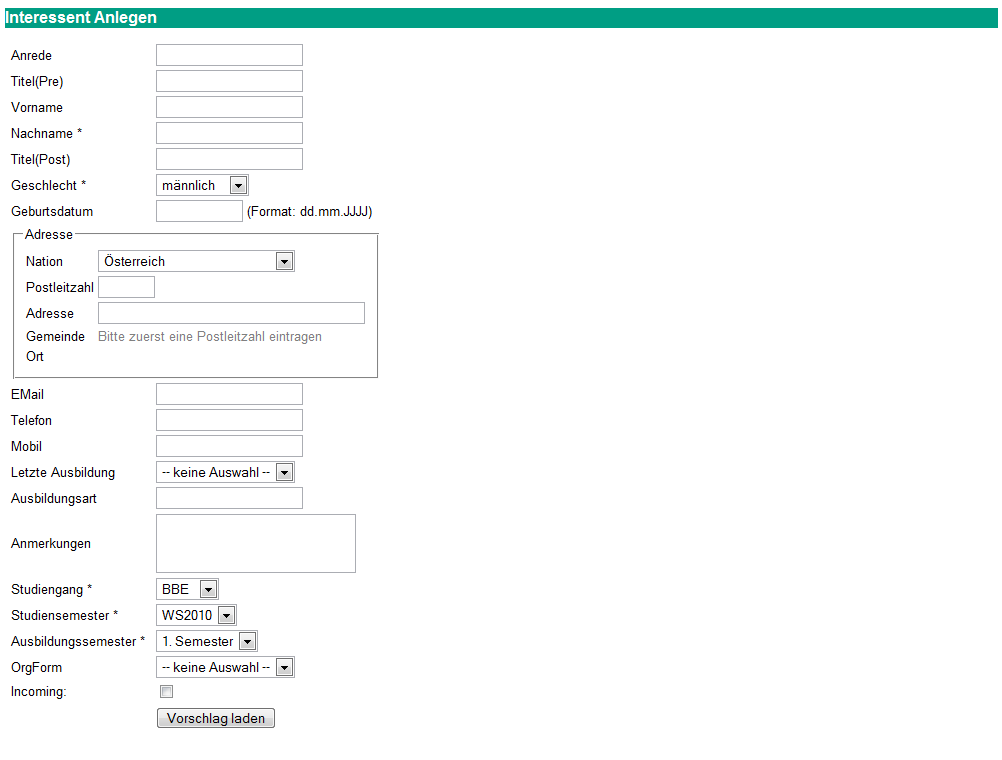 Interessent Anlegen
Anrede
Titel(Pre)
Vorname
Nachname *
Titel(Post)
Geschlecht * männlich
Geburtsdatum (Format: dd.mm.JJJJ)
Adresse
Nation Österreich
Postleitzahl
Adresse
Gemeinde Bitte zuerst eine Postleitzahl eintragen
Ort
EMail
Telefon
Mobil
Letzte Ausbildung -- keine Auswahl --
Ausbildungsart
Anmerkungen
Studiengang * BBE
Studiensemester * WS2010
Ausbildungssemester * 1. Semester
OrgForm -- keine Auswahl --
Incoming:
Vorschlag laden